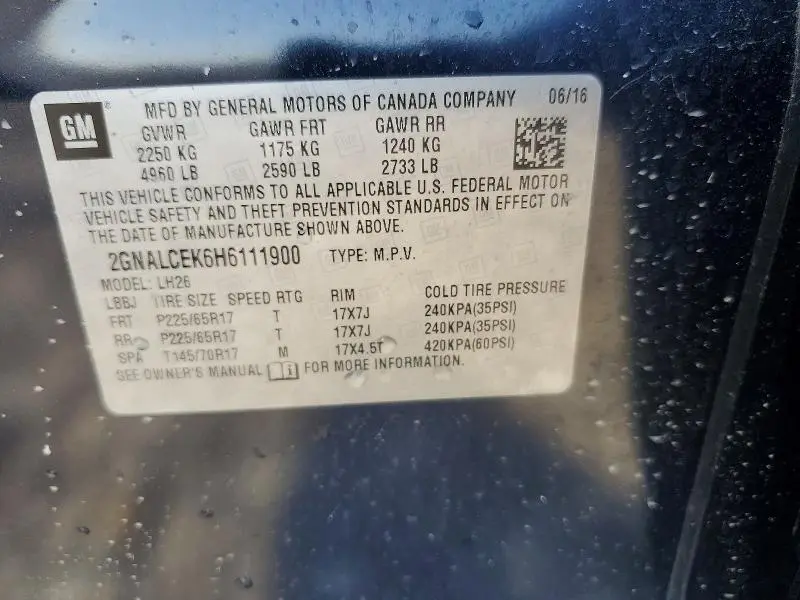 GM ® MFD BY GENERAL MOTORS OF CANADA COMPANY 06/16
GVWR GAWR FRT GAWR RR
2250 KG 1175 KG 1240 KG
4960 LB 2590 LB 2733 LB
THIS VEHICLE CONFORMS TO ALL APPLICABLE U.S. FEDERAL MOTOR
VEHICLE SAFETY AND THEFT PREVENTION STANDARDS IN EFFECT ON
THE DATE OF MANUFACTURE SHOWN ABOVE.
2GNALCEK6H6111900 TYPE: M.P.V.
MODEL: LH26
LBBJ TIRE SIZE SPEED RTG RIM COLD TIRE PRESSURE
FRT P225/65R17 T 17X7J 240KPA(35PSI)
RR P225/65R17 T 17X7J 240KPA(35PSI)
SPA T145/70R17 M 17X4.5T 420KPA(60PSI)
SEE OWNER'S MANUAL i FOR MORE INFORMATION.